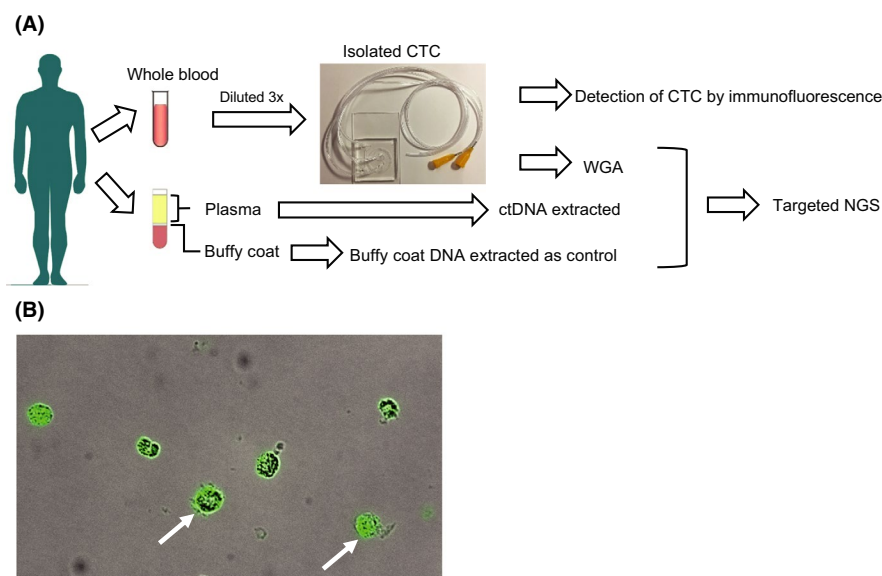 (A)
Isolated CTC
Whole blood
Diluted 3x
Detection of CTC by immunofluorescence
WGA
Plasma
ctDNA extracted
Targeted NGS
Buffy coat
Buffy coat DNA extracted as control
(B)